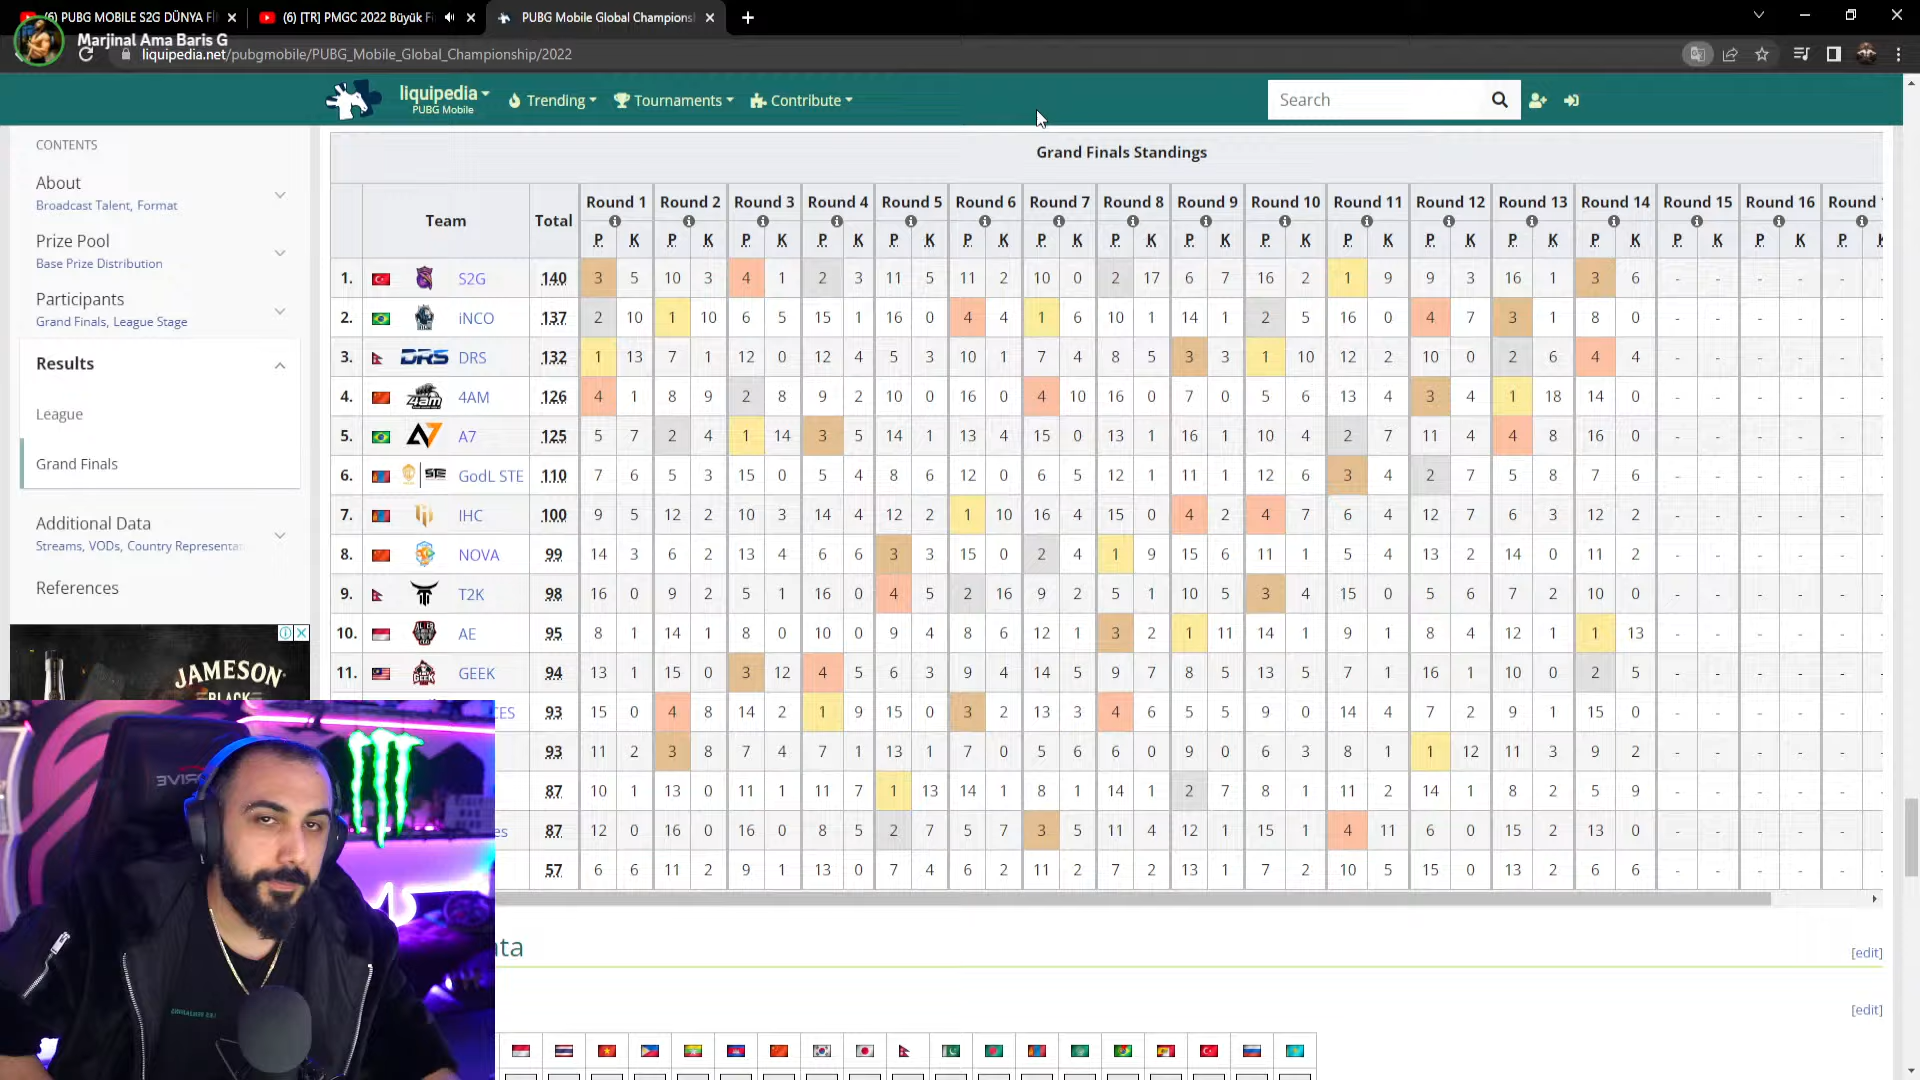 (6) PUBG MOBILE S2G DÜNYA Fİ
(6) [TR] PMGC 2022 Büyük F
PUBG Mobile Global Champions
Marjinal Ama Baris G
liquipedia.net/pubgmobile/PUBG_Mobile_Global_Championship/2022
liquipedia
PUBG Mobile
Trending
Tournaments
Contribute
Search
CONTENTS
About
Broadcast Talent, Format
Prize Pool
Base Prize Distribution
Participants
Grand Finals, League Stage
Results
League
Grand Finals
Additional Data
Streams, VODs, Country Representat
References
JAMESON
BLACK
Grand Finals Standings
Team Total Round 1 Round 2 Round 3 Round 4 Round 5 Round 6 Round 7 Round 8 Round 9 Round 10 Round 11 Round 12 Round 13 Round 14 Round 15 Round 16 Round
P. K P. K P. K P. K P. K P. K P. K P. K P. K P. K P. K P. K P. K P. K P. K P. K P.
1. S2G 140 3 5 10 3 4 1 2 3 11 5 11 2 10 0 2 17 6 7 16 2 1 9 9 3 16 1 3 6 - - - - -
2. iNCO 137 2 10 1 10 6 5 15 1 16 0 4 4 1 6 10 1 14 1 2 5 16 0 4 7 3 1 8 0 - - - - -
3. DRS DRS 132 1 13 7 1 12 0 12 4 5 3 10 1 7 4 8 5 3 3 1 10 12 2 10 0 2 6 4 4 - - - - -
4. 4am 4AM 126 4 1 8 9 2 8 9 2 10 0 16 0 4 10 16 0 7 0 5 6 13 4 3 4 1 18 14 0 - - - - -
5. A7 125 5 7 2 4 1 14 3 5 14 1 13 4 15 0 13 1 16 1 10 4 2 7 11 4 4 8 16 0 - - - - -
6. STE GodL STE 110 7 6 5 3 15 0 5 4 8 6 12 0 6 5 12 1 11 1 12 6 3 4 2 7 5 8 7 6 - - - - -
7. IHC 100 9 5 12 2 10 3 14 4 12 2 1 10 16 4 15 0 4 2 4 7 6 4 12 7 6 3 12 2 - - - - -
8. NOVA 99 14 3 6 2 13 4 6 6 3 3 15 0 2 4 1 9 15 6 11 1 5 4 13 2 14 0 11 2 - - - - -
9. T2K 98 16 0 9 2 5 1 16 0 4 5 2 16 9 2 5 1 10 5 3 4 15 0 5 6 7 2 10 0 - - - - -
10. AE 95 8 1 14 1 8 0 10 0 9 4 8 6 12 1 3 2 1 11 14 1 9 1 8 4 12 1 1 13 - - - - -
11. GEEK GEEK 94 13 1 15 0 3 12 4 5 6 3 9 4 14 5 9 7 8 5 13 5 7 1 16 1 10 0 2 5 - - - - -
CES 93 15 0 4 8 14 2 1 9 15 0 3 2 13 3 4 6 5 5 9 0 14 4 7 2 9 1 15 0 - - - - -
93 11 2 3 8 7 4 7 1 13 1 7 0 5 6 6 0 9 0 6 3 8 1 1 12 11 3 9 2 - - - - -
87 10 1 13 0 11 1 11 7 1 13 14 1 8 1 14 1 2 7 8 1 11 2 14 1 8 2 5 9 - - - - -
es 87 12 0 16 0 16 0 8 5 2 7 5 7 3 5 11 4 12 1 15 1 4 11 6 0 15 2 13 0 - - - - -
57 6 6 11 2 9 1 13 0 7 4 6 2 11 2 7 2 13 1 7 2 10 5 15 0 13 2 6 6 - - - - -
ata
[edit]
[edit]